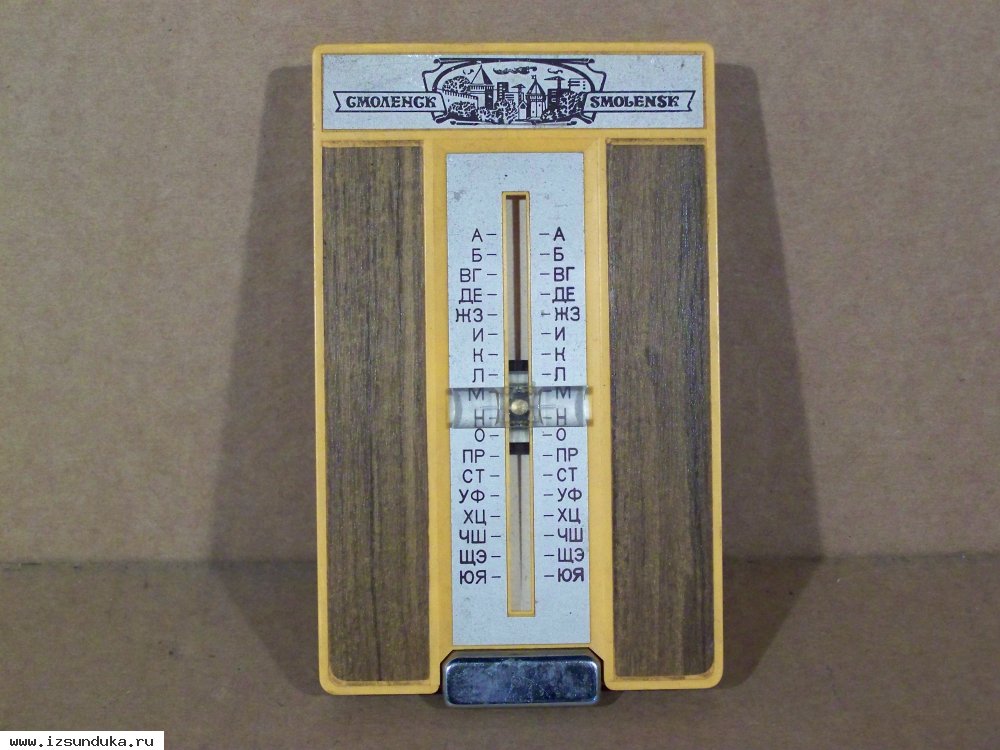 СМОЛЕНСК SMOLENSK
А А
Б Б
ВГ ВГ
ДЕ ДЕ
ЖЗ ЖЗ
И И
К К
Л Л
М М
Н Н
О О
ПР ПР
СТ СТ
УФ УФ
ХЦ ХЦ
ЧШ ЧШ
ЩЭ ЩЭ
ЮЯ ЮЯ
www.izsunduka.ru